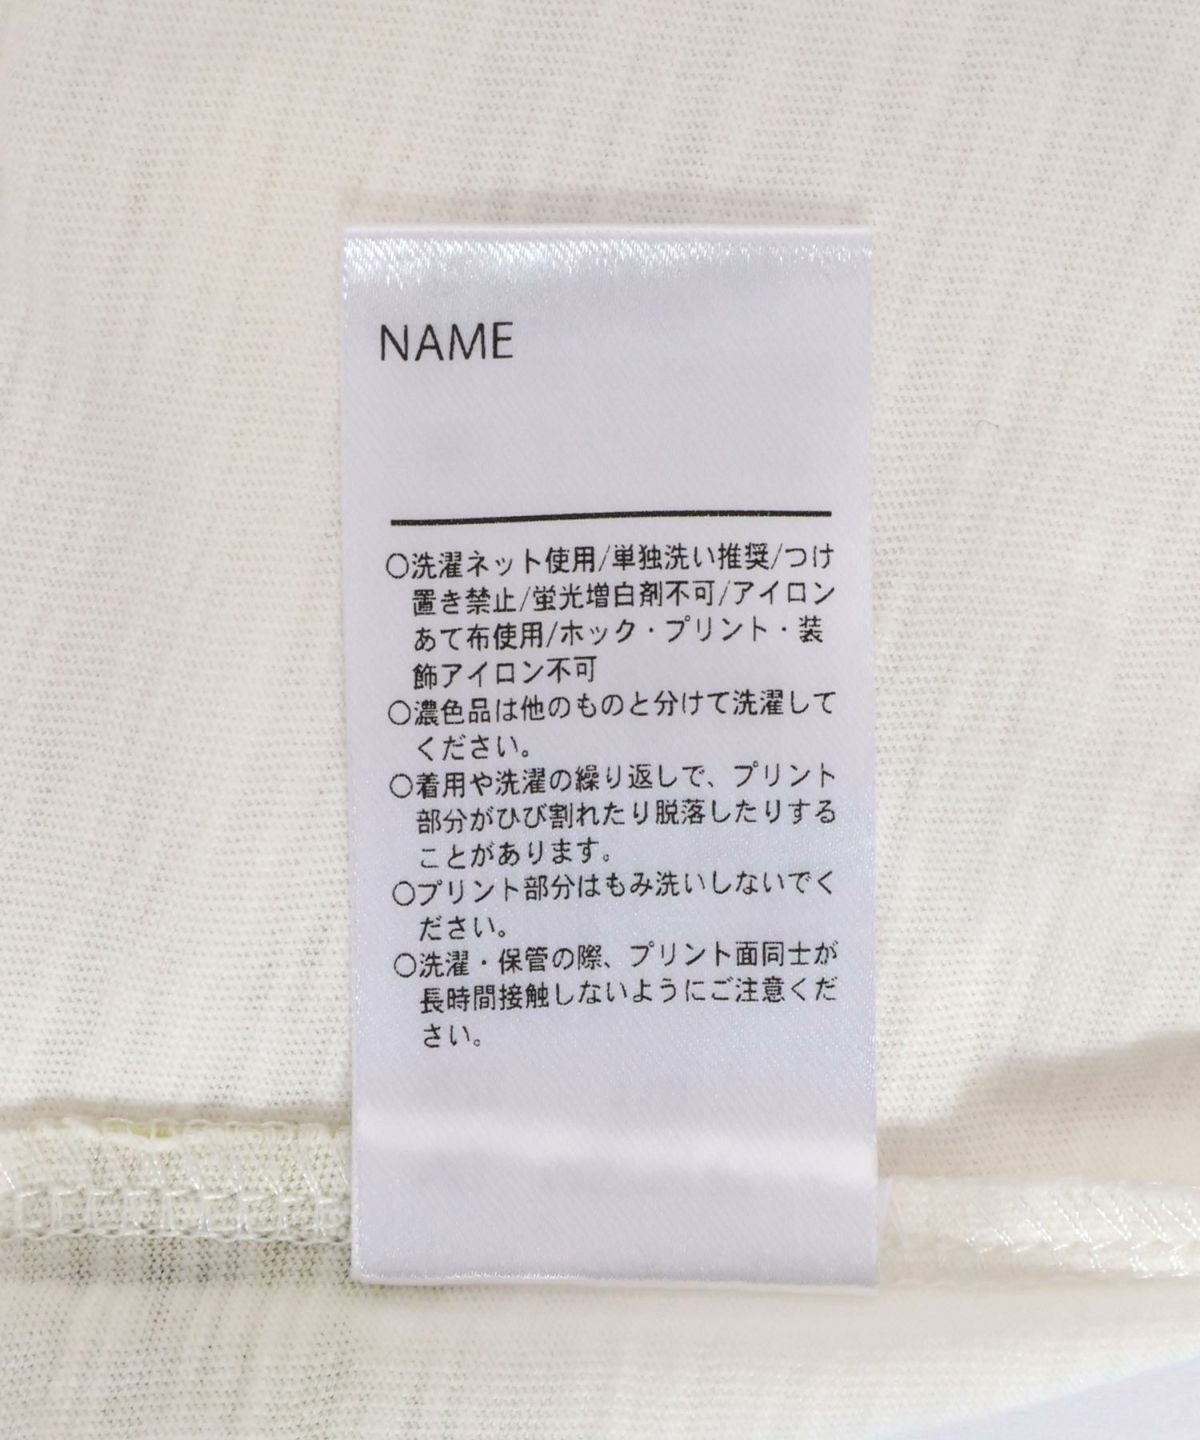 NAME
○洗濯ネット使用/単独洗い推奨/つけ
置き禁止/蛍光増白剤不可/アイロン
あて布使用/ホック・プリント・装
飾アイロン不可
○濃色品は他のものと分けて洗濯して
ください。
○着用や洗濯の繰り返しで、プリント
部分がひび割れたり脱落したりする
ことがあります。
○プリント部分はもみ洗いしないでく
ださい。
○洗濯・保管の際、プリント面同士が
長時間接触しないようにご注意くだ
さい。